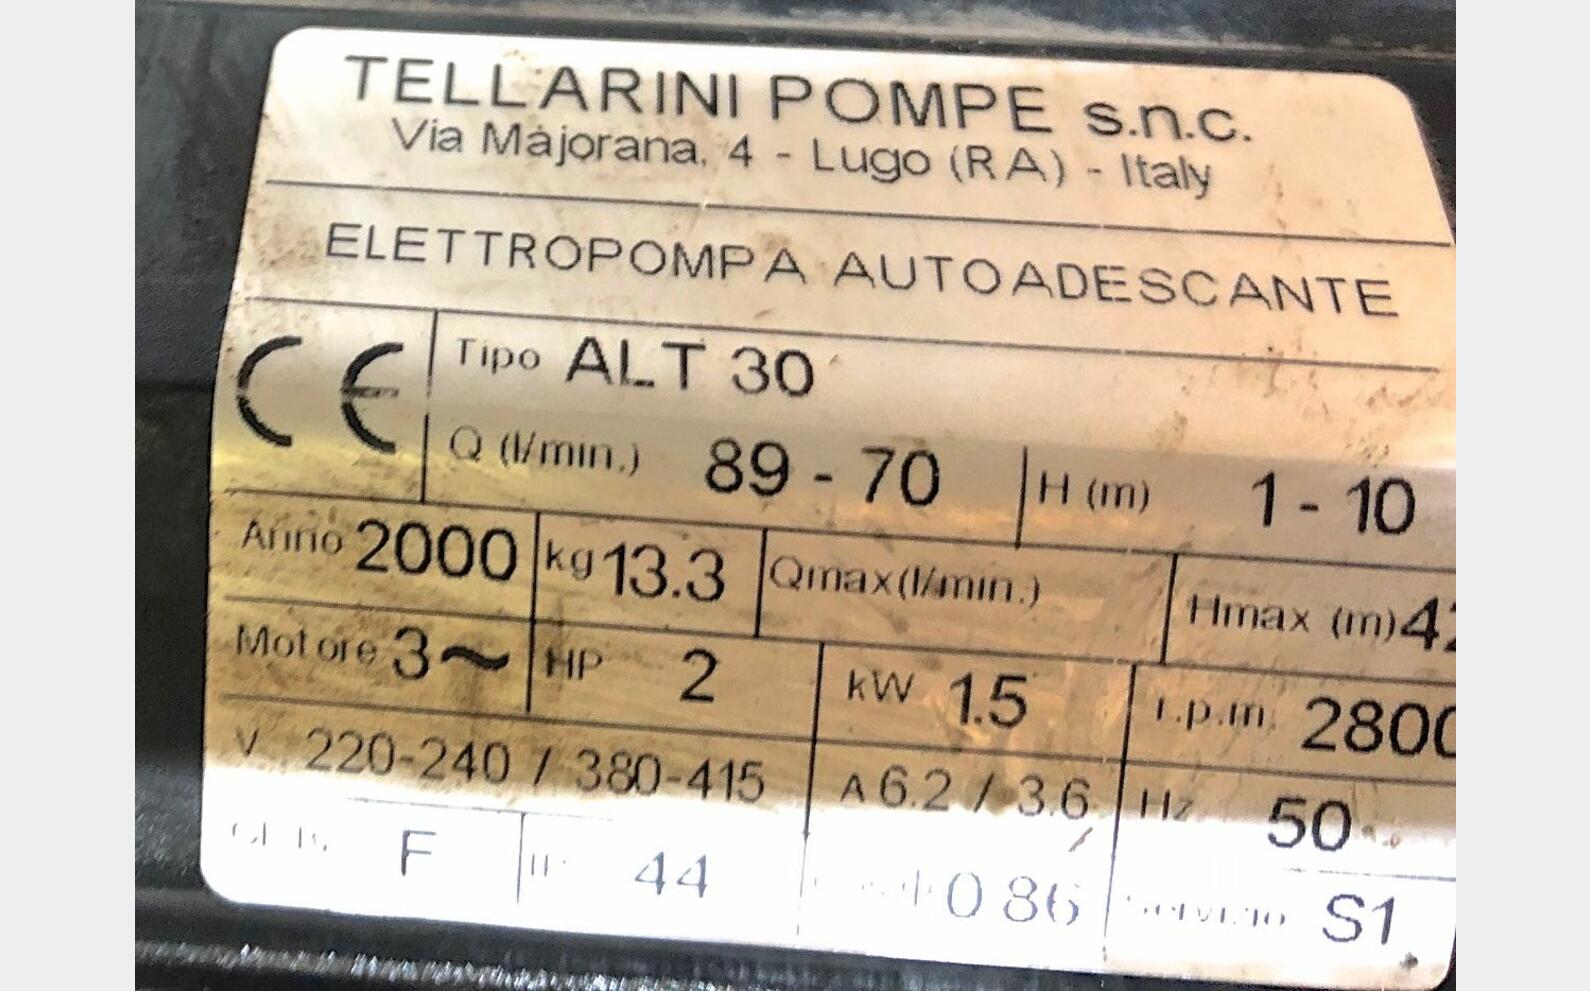 TELLARINI POMPE s.n.c.
Via Majorana, 4 - Lugo (RA) - Italy
ELETTROPOMPA AUTOADESCANTE
CE Tipo ALT 30
Q (l/min.) 89 - 70 H (m) 1 - 10
Anno 2000 kg 13.3 Qmax(l/min.) Hmax (m)
Motore 3~ HP 2 kW 1.5 r.p.m. 2800
V 220-240 / 380-415 A 6.2 / 3.6 Hz 50
F 44 0.86 Servizio S1